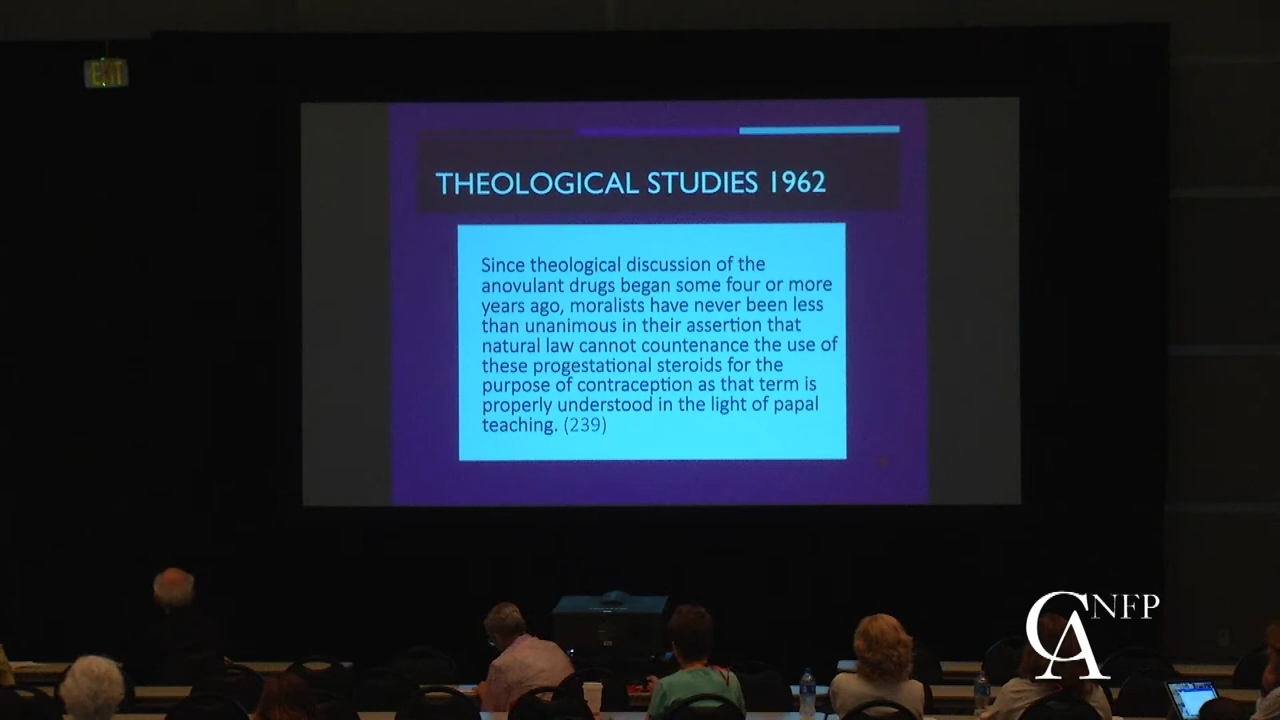 EXIT
THEOLOGICAL STUDIES 1962
Since theological discussion of the
anovulant drugs began some four or more
years ago, moralists have never been less
than unanimous in their assertion that
natural law cannot countenance the use of
these progestational steroids for the
purpose of contraception as that term is
properly understood in the light of papal
teaching. (239)
CANFP